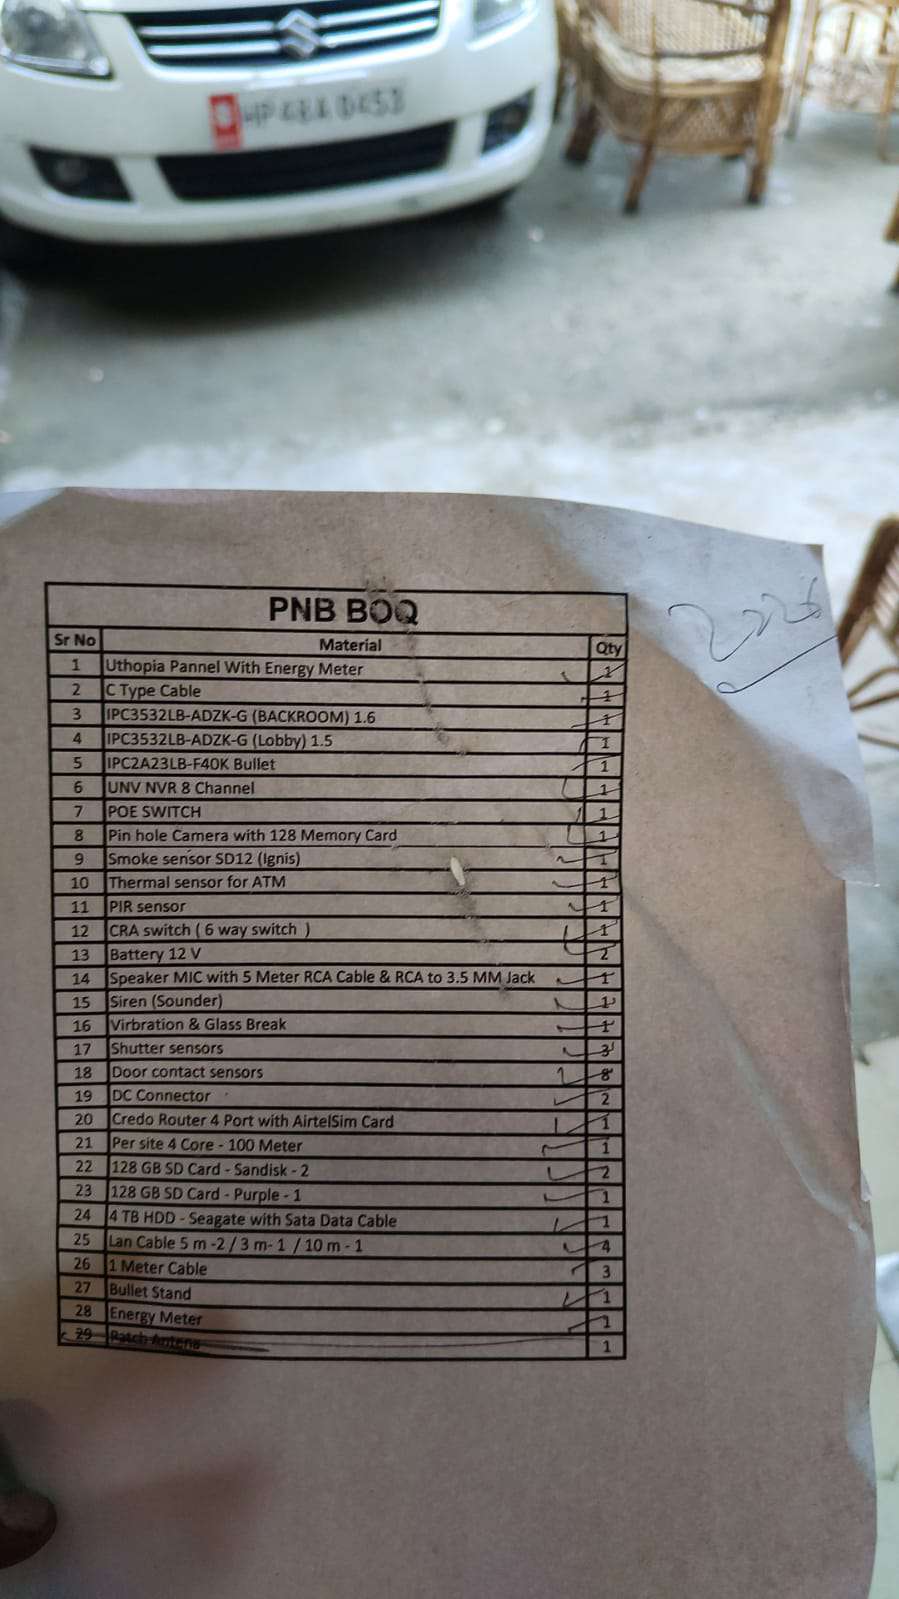 HP 48A 0453
PNB BOQ
Sr No Material Qty
1 Uthopia Pannel With Energy Meter 1
2 C Type Cable 1
3 IPC3532LB-ADZK-G (BACKROOM) 1.6 1
4 IPC3532LB-ADZK-G (Lobby) 1.5 1
5 IPC2A23LB-F40K Bullet 1
6 UNV NVR 8 Channel 1
7 POE SWITCH 1
8 Pin hole Camera with 128 Memory Card 1
9 Smoke sensor SD12 (Ignis) 1
10 Thermal sensor for ATM 1
11 PIR sensor 1
12 CRA switch ( 6 way switch ) 1
13 Battery 12 V 2
14 Speaker MIC with 5 Meter RCA Cable & RCA to 3.5 MM Jack 1
15 Siren (Sounder) 1
16 Virbration & Glass Break 1
17 Shutter sensors 3
18 Door contact sensors 8
19 DC Connector 2
20 Credo Router 4 Port with AirtelSim Card 1
21 Per site 4 Core - 100 Meter 1
22 128 GB SD Card - Sandisk - 2 2
23 128 GB SD Card - Purple - 1 1
24 4 TB HDD - Seagate with Sata Data Cable 1
25 Lan Cable 5 m -2 / 3 m- 1 / 10 m - 1 4
26 1 Meter Cable 3
27 Bullet Stand 1
28 Energy Meter 1
29 Patch Antena 1